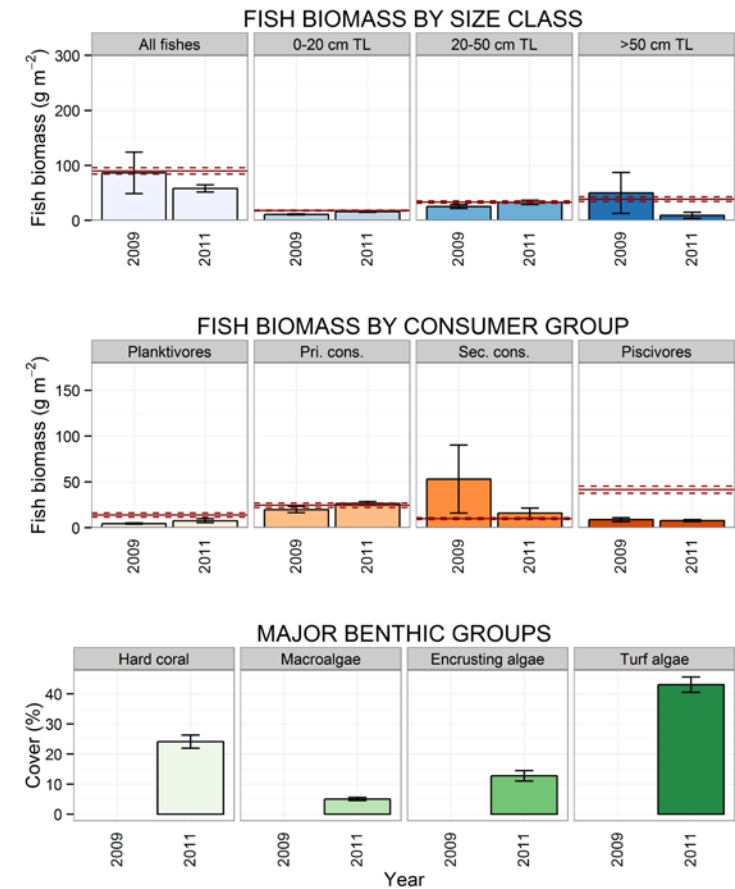 FISH BIOMASS BY SIZE CLASS
All fishes 0-20 cm TL 20-50 cm TL >50 cm TL
Fish biomass (g m⁻²)
300
200
100
0
2009 2011 2009 2011 2009 2011 2009 2011
FISH BIOMASS BY CONSUMER GROUP
Planktivores Pri. cons. Sec. cons. Piscivores
Fish biomass (g m⁻²)
150
100
50
0
2009 2011 2009 2011 2009 2011 2009 2011
MAJOR BENTHIC GROUPS
Hard coral Macroalgae Encrusting algae Turf algae
Cover (%)
40
30
20
10
0
2009 2011 2009 2011 2009 2011 2009 2011
Year